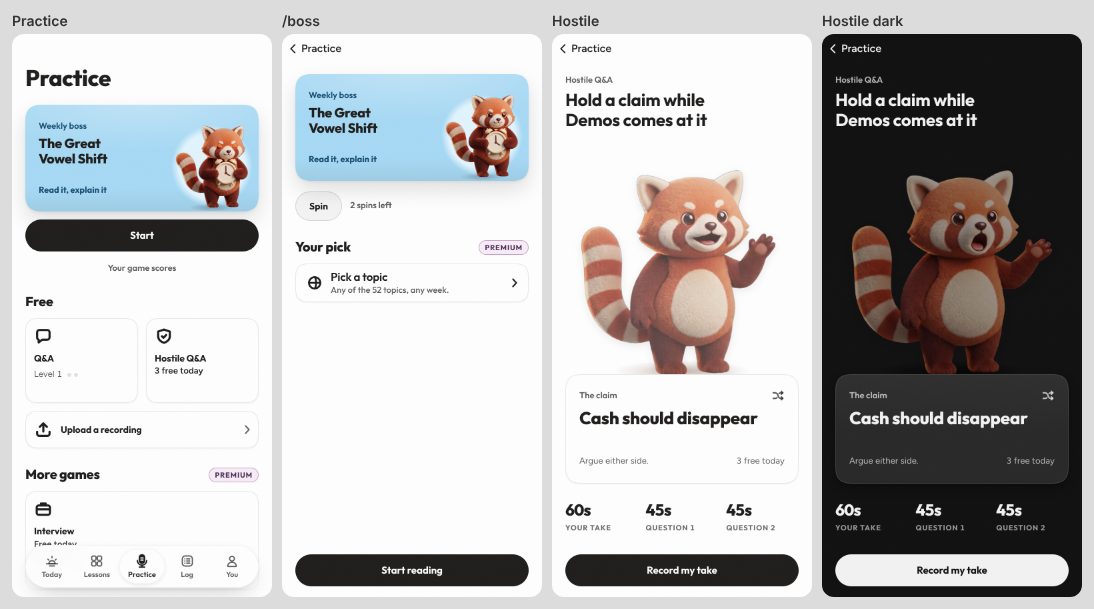 Practice
Practice
Weekly boss
The Great
Vowel Shift
Read it, explain it
Start
Your game scores
Free
Q&A
Level 1
Hostile Q&A
3 free today
Upload a recording
More games
PREMIUM
Interview
Free today
Today
Lessons
Practice
Log
You
/boss
Practice
Weekly boss
The Great
Vowel Shift
Read it, explain it
Spin
2 spins left
Your pick
PREMIUM
Pick a topic
Any of the 52 topics, any week.
Start reading
Hostile
Practice
Hostile Q&A
Hold a claim while
Demos comes at it
The claim
Cash should disappear
Argue either side.
3 free today
60s
YOUR TAKE
45s
QUESTION 1
45s
QUESTION 2
Record my take
Hostile dark
Practice
Hostile Q&A
Hold a claim while
Demos comes at it
The claim
Cash should disappear
Argue either side.
3 free today
60s
YOUR TAKE
45s
QUESTION 1
45s
QUESTION 2
Record my take